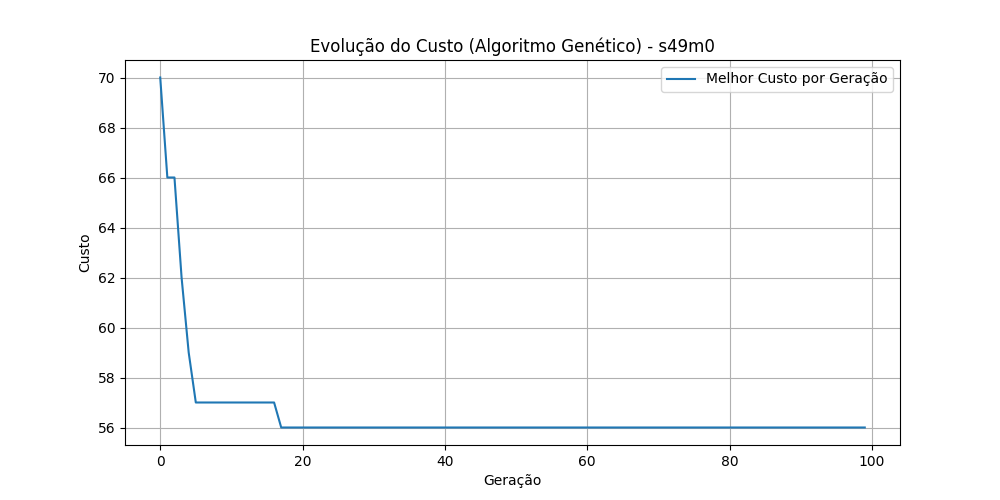 Evolução do Custo (Algoritmo Genético) - s49m0
Melhor Custo por Geração
70
68
66
64
62
60
58
56
Custo
0 20 40 60 80 100
Geração